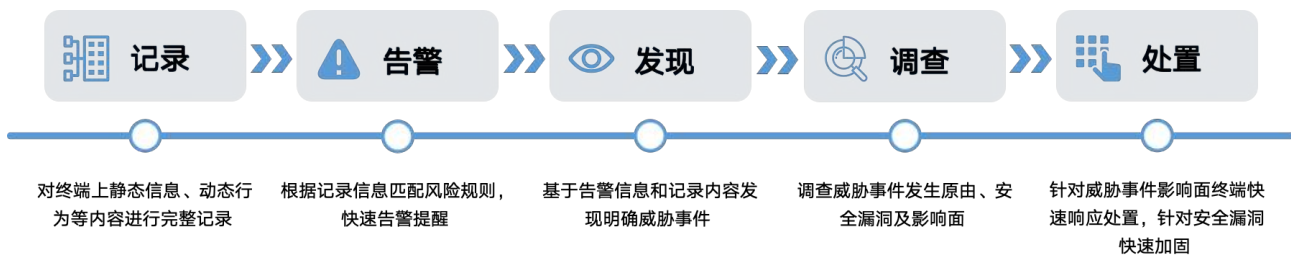 记录
告警
发现
调查
处置
对终端上静态信息、动态行
为等内容进行完整记录
根据记录信息匹配风险规则，
快速告警提醒
基于告警信息和记录内容发
现明确威胁事件
调查威胁事件发生原由、安
全漏洞及影响面
针对威胁事件影响面终端快
速响应处置，针对安全漏洞
快速加固